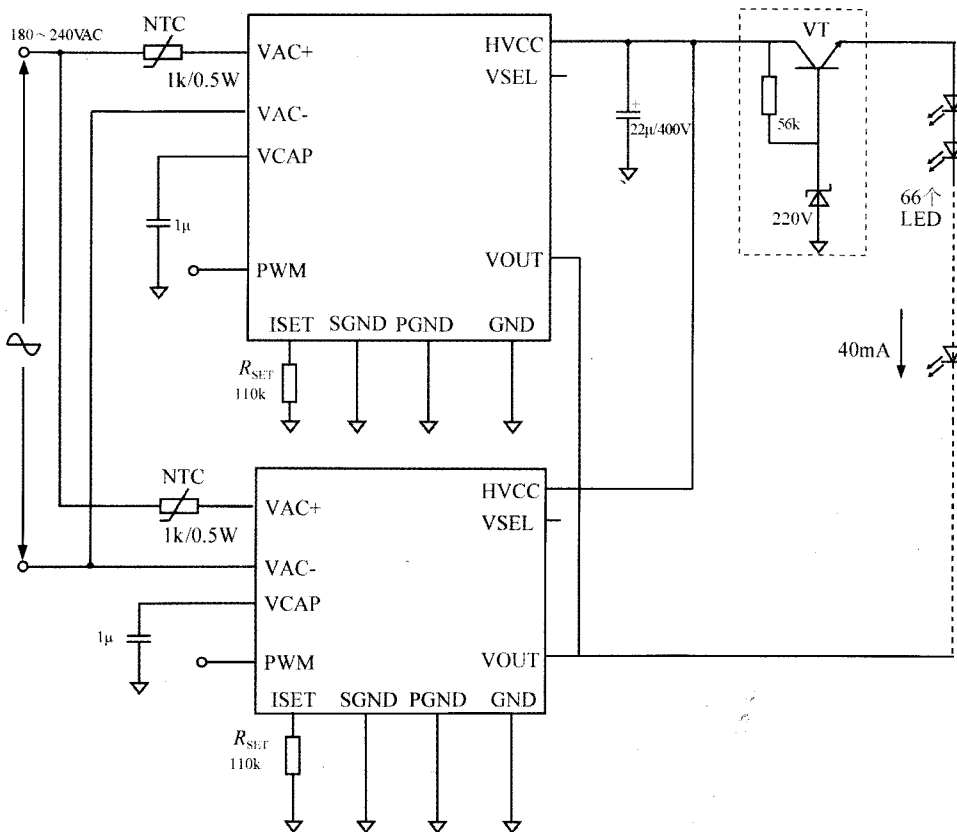 180~240VAC
NTC
1k/0.5W
VAC+
VAC-
VCAP
1μ
PWM
ISET
SGND
PGND
GND
HVCC
VSEL
VOUT
R_SET
110k
22μ/400V
+
VT
56k
220V
66个
LED
40mA
NTC
1k/0.5W
VAC+
VAC-
VCAP
1μ
PWM
ISET
SGND
PGND
GND
HVCC
VSEL
VOUT
R_SET
110k